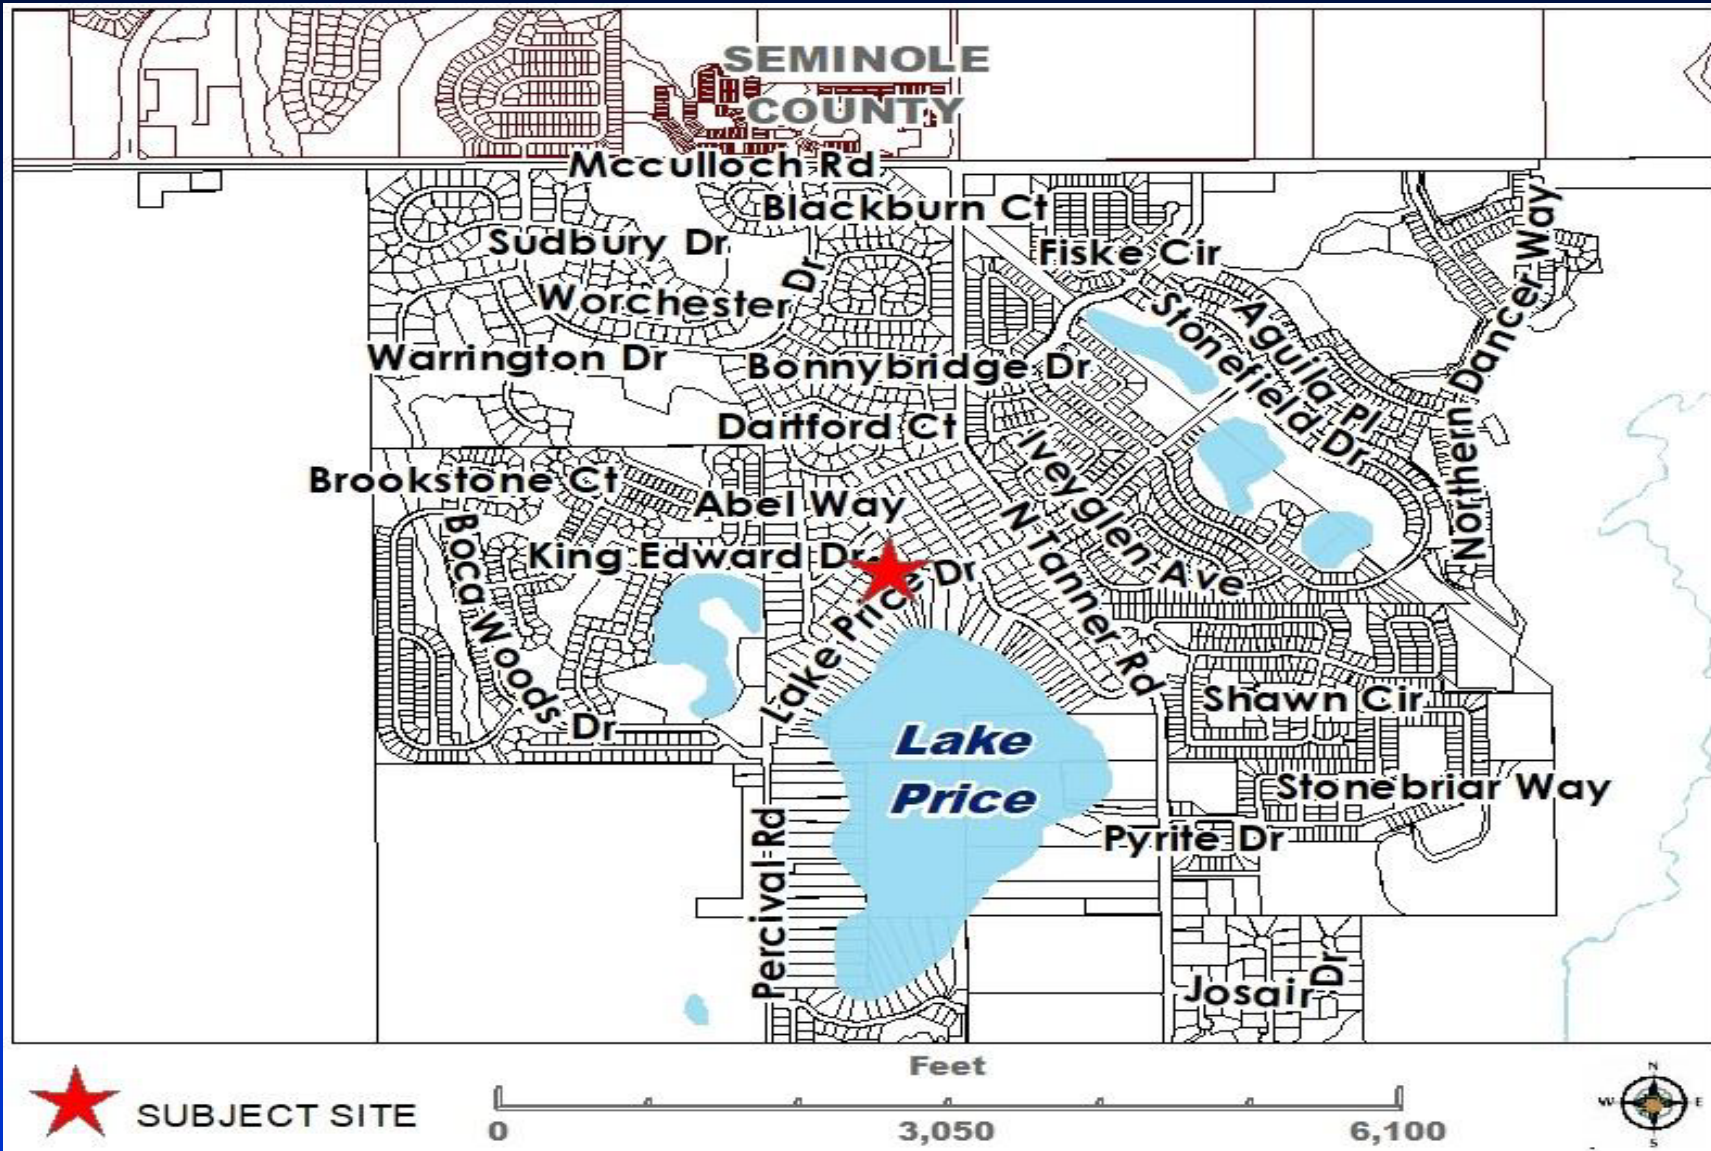 SEMINOLE
COUNTY
Mcculloch Rd
Blackburn Ct
Sudbury Dr
Fiske Cir
Worchester Dr
Northern Dancer Way
Aguila Pl
Stonefield Dr
Warrington Dr
Bonnybridge Dr
Dartford Ct
Iveyglen Ave
Brookstone Ct
Abel Way
N Tanner Rd
Boca Woods Dr
King Edward Dr
Lake Price Dr
Shawn Cir
Lake
Price
Stonebriar Way
Pyrite Dr
Percival Rd
Josair Dr
Feet
SUBJECT SITE
0
3,050
6,100
N
W
E
S